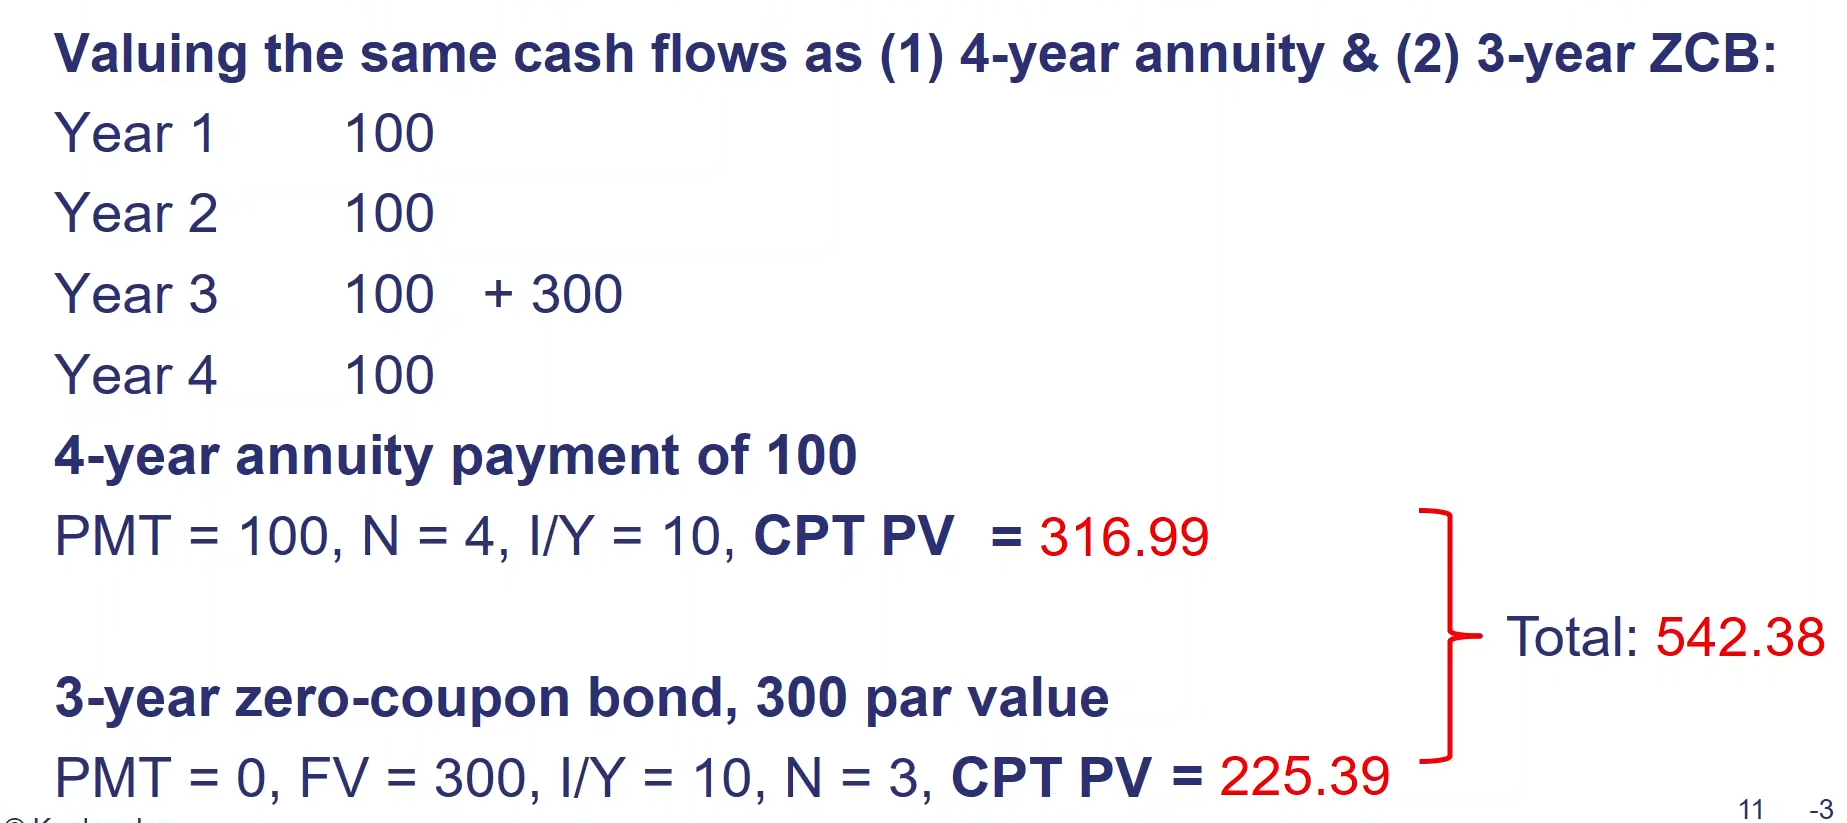 Valuing the same cash flows as (1) 4-year annuity & (2) 3-year ZCB:
Year 1 100
Year 2 100
Year 3 100 + 300
Year 4 100
4-year annuity payment of 100
PMT = 100, N = 4, I/Y = 10, CPT PV = 316.99
Total: 542.38
3-year zero-coupon bond, 300 par value
PMT = 0, FV = 300, I/Y = 10, N = 3, CPT PV = 225.39
11 -3